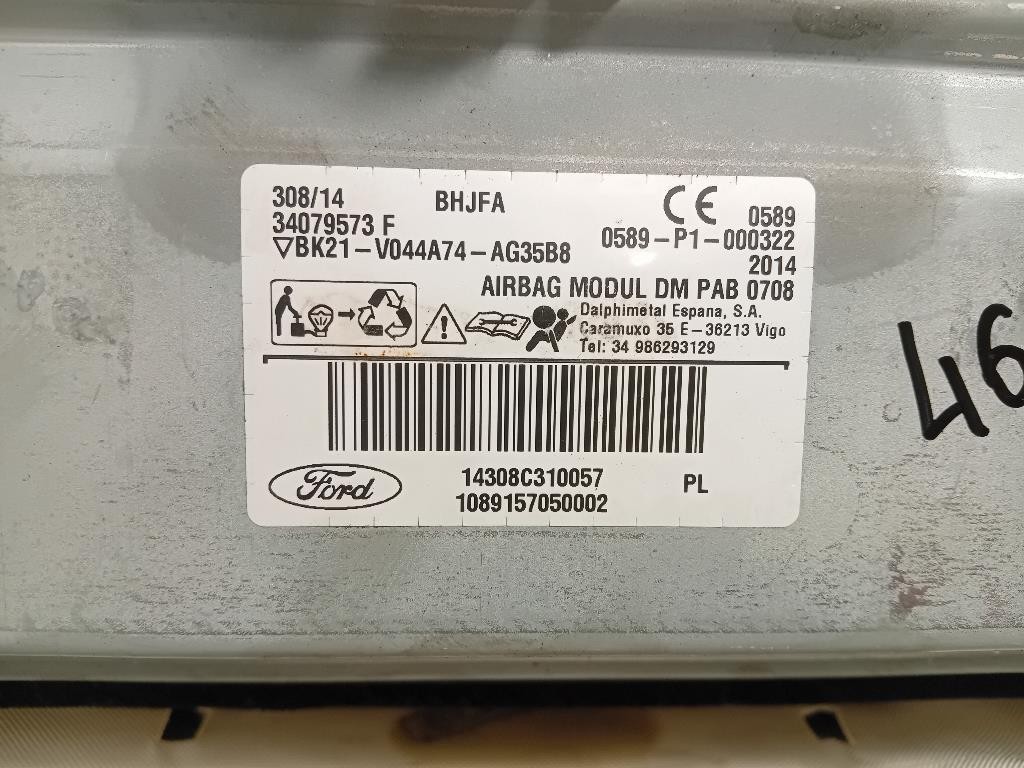 308/14 BHJFA CE 0589
34079573 F 0589-P1-000322
▽BK21-V044A74-AG35B8 2014
AIRBAG MODUL DM PAB 0708
Dalphimetal Espana, S.A.
Caramuxo 35 E-36213 Vigo
Tel: 34 986293129
Ford 14308C310057 PL
1089157050002
46